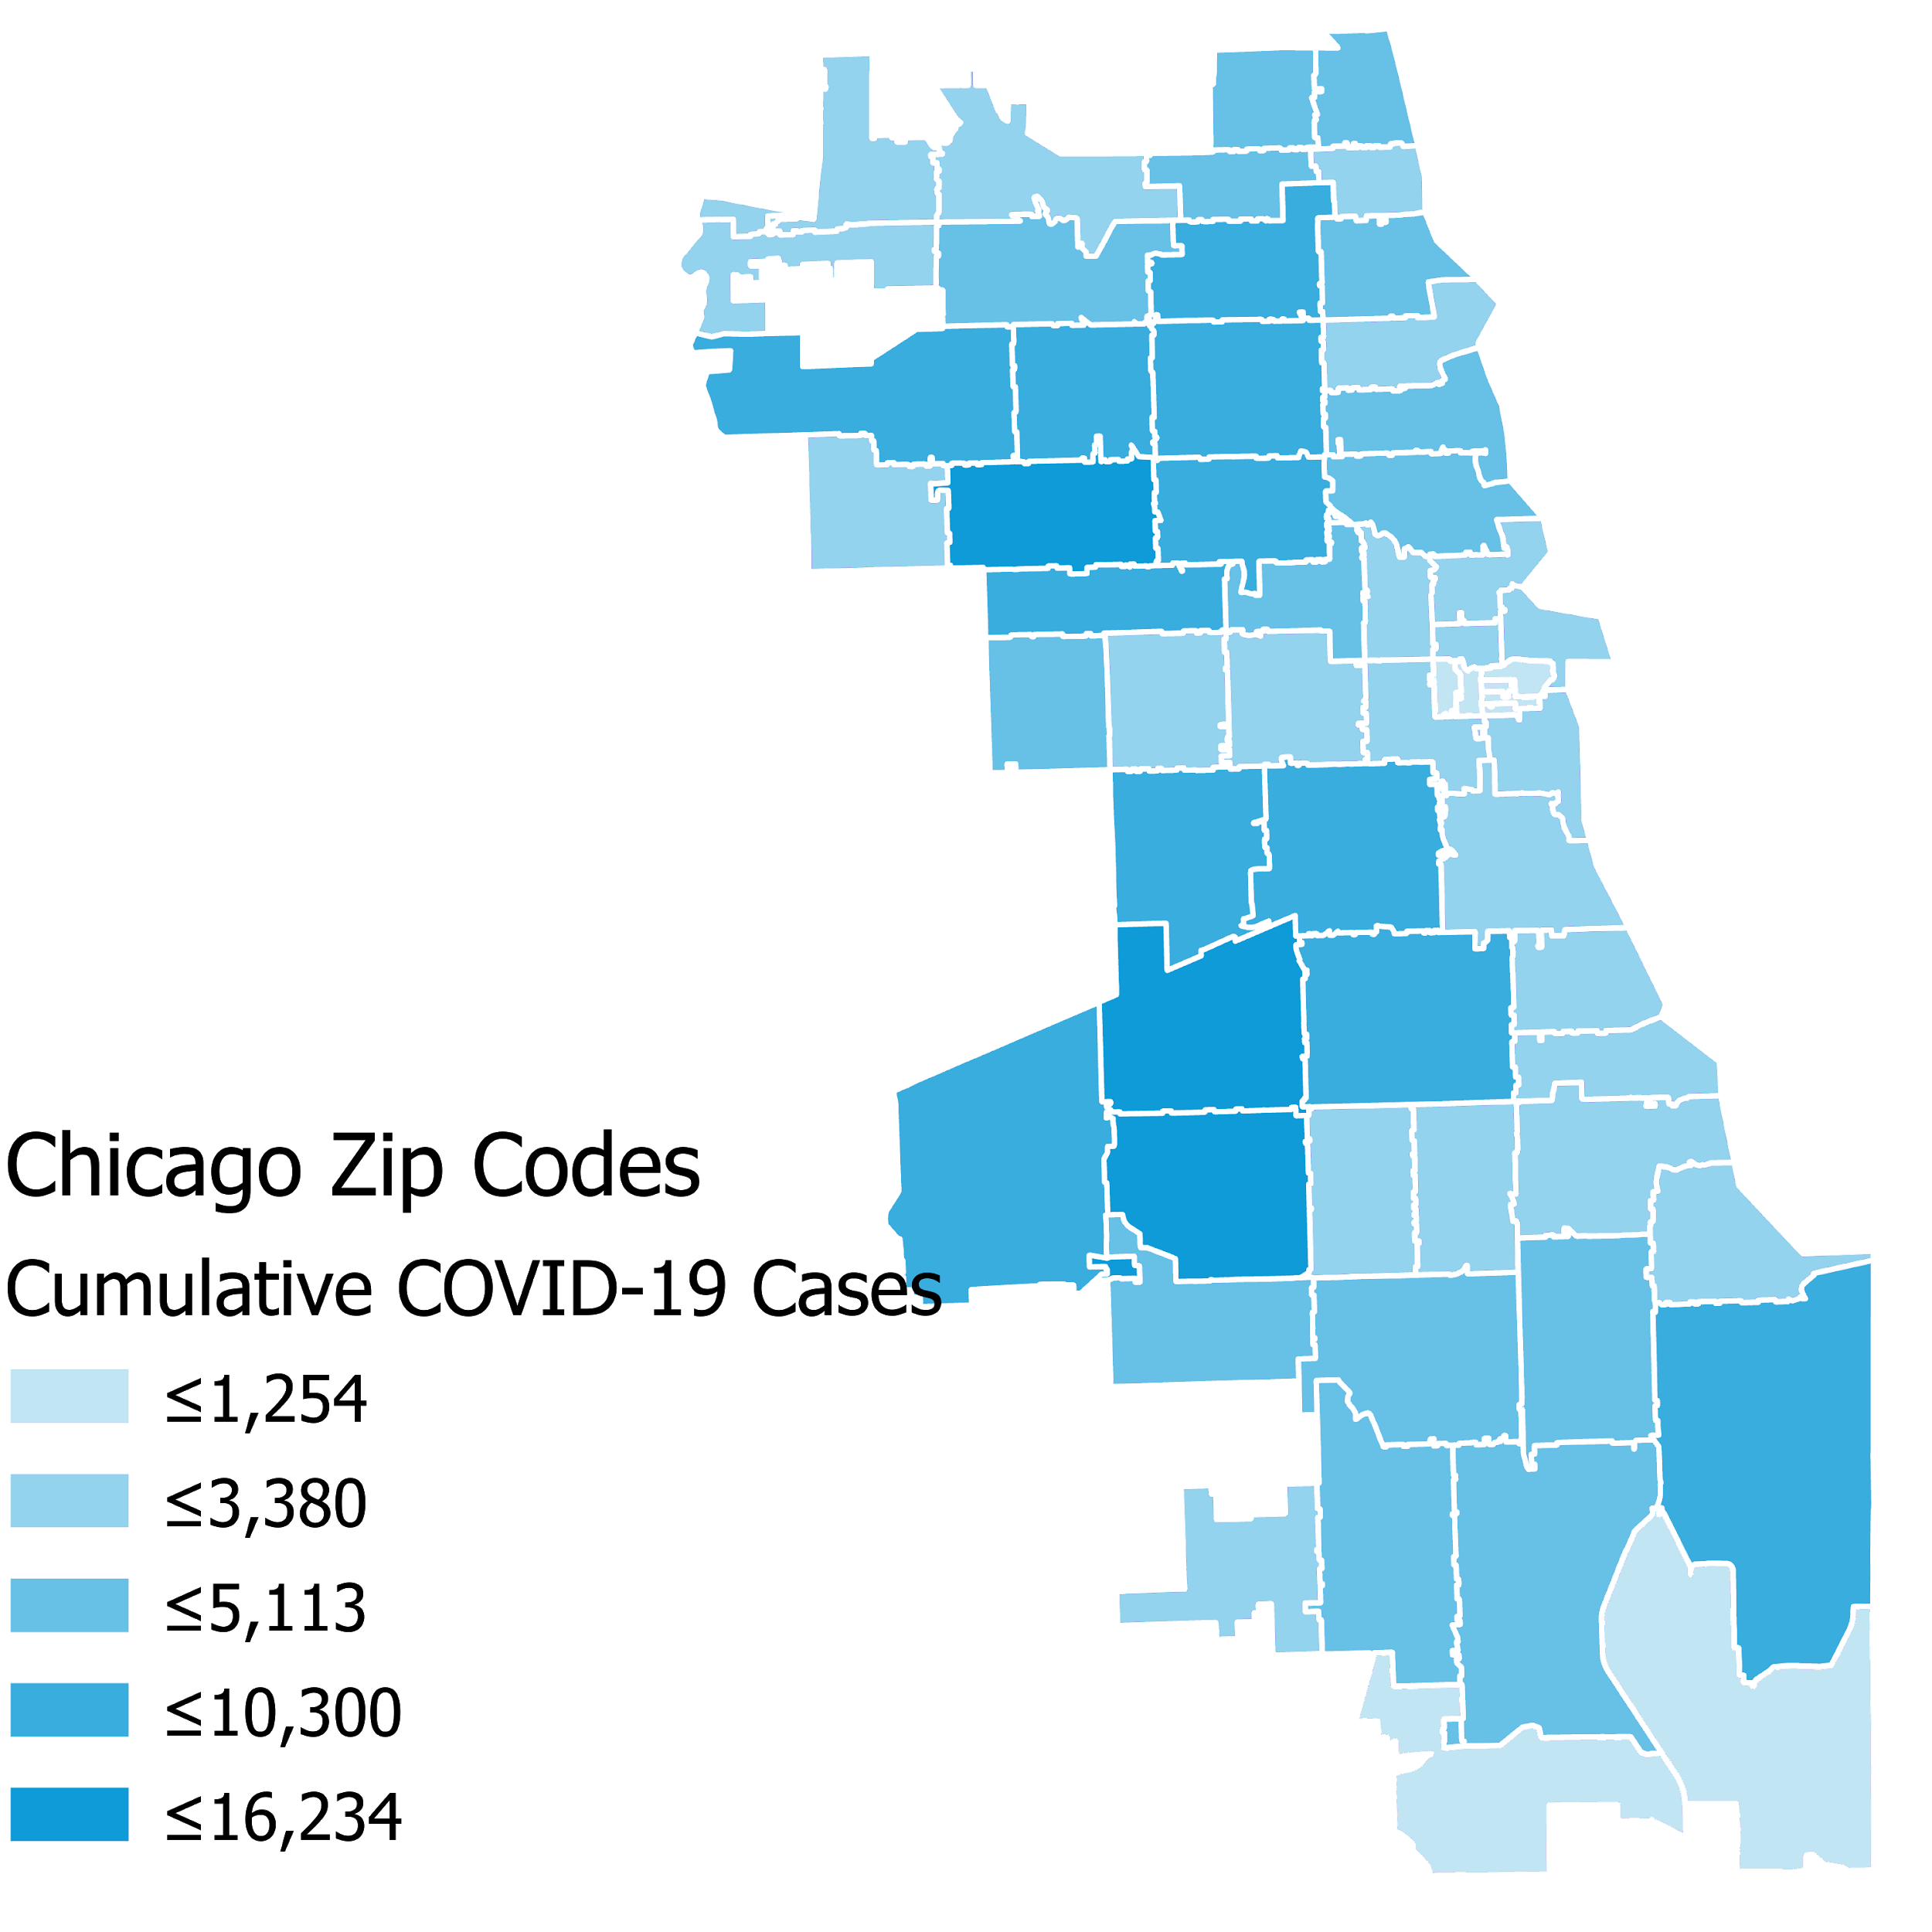 Chicago Zip Codes
Cumulative COVID-19 Cases
≤1,254
≤3,380
≤5,113
≤10,300
≤16,234